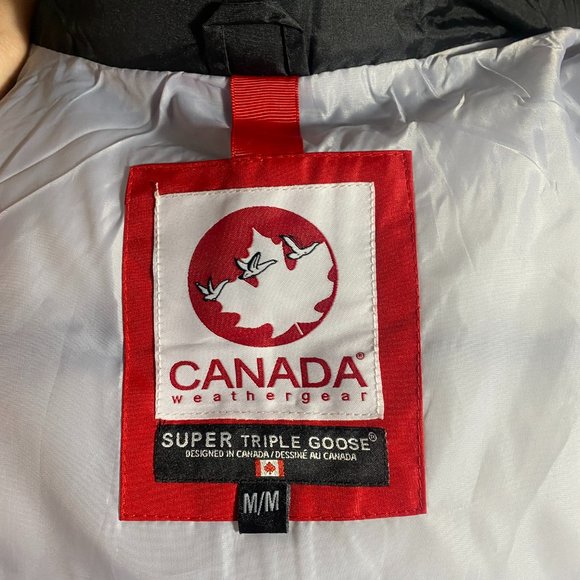 CANADA®
weathergear
SUPER TRIPLE GOOSE®
DESIGNED IN CANADA / DESSINÉ AU CANADA
M/M